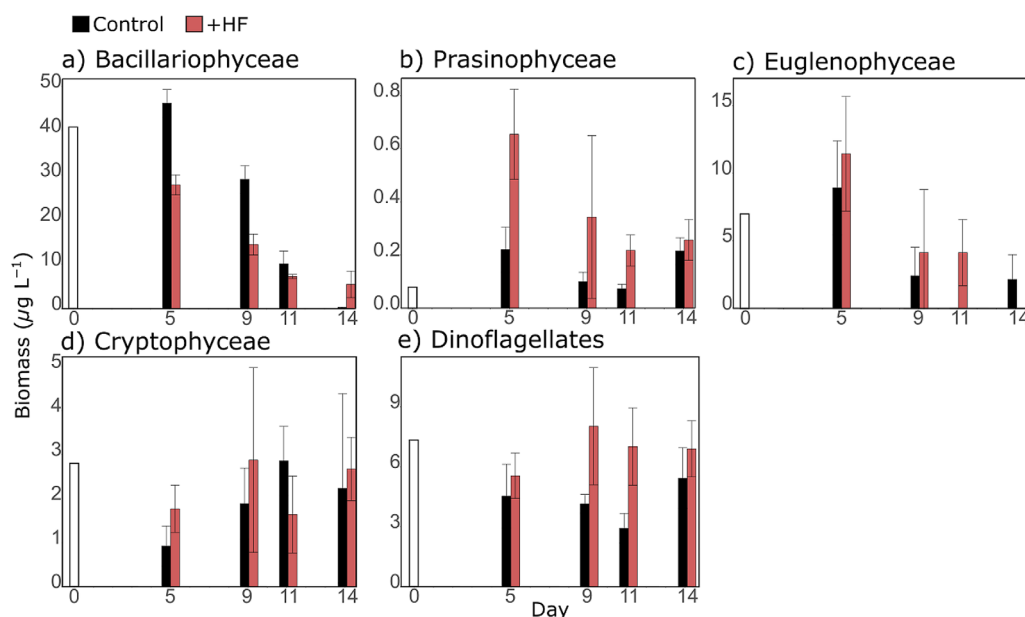 Control +HF
a) Bacillariophyceae
50
40
30
20
10
0
0 5 9 11 14
b) Prasinophyceae
0.8
0.6
0.4
0.2
0.0
0 5 9 11 14
c) Euglenophyceae
15
10
5
0
0 5 9 11 14
Biomass (µg L⁻¹)
d) Cryptophyceae
5
4
3
2
1
0
0 5 9 11 14
e) Dinoflagellates
9
6
3
0
0 5 9 11 14
Day